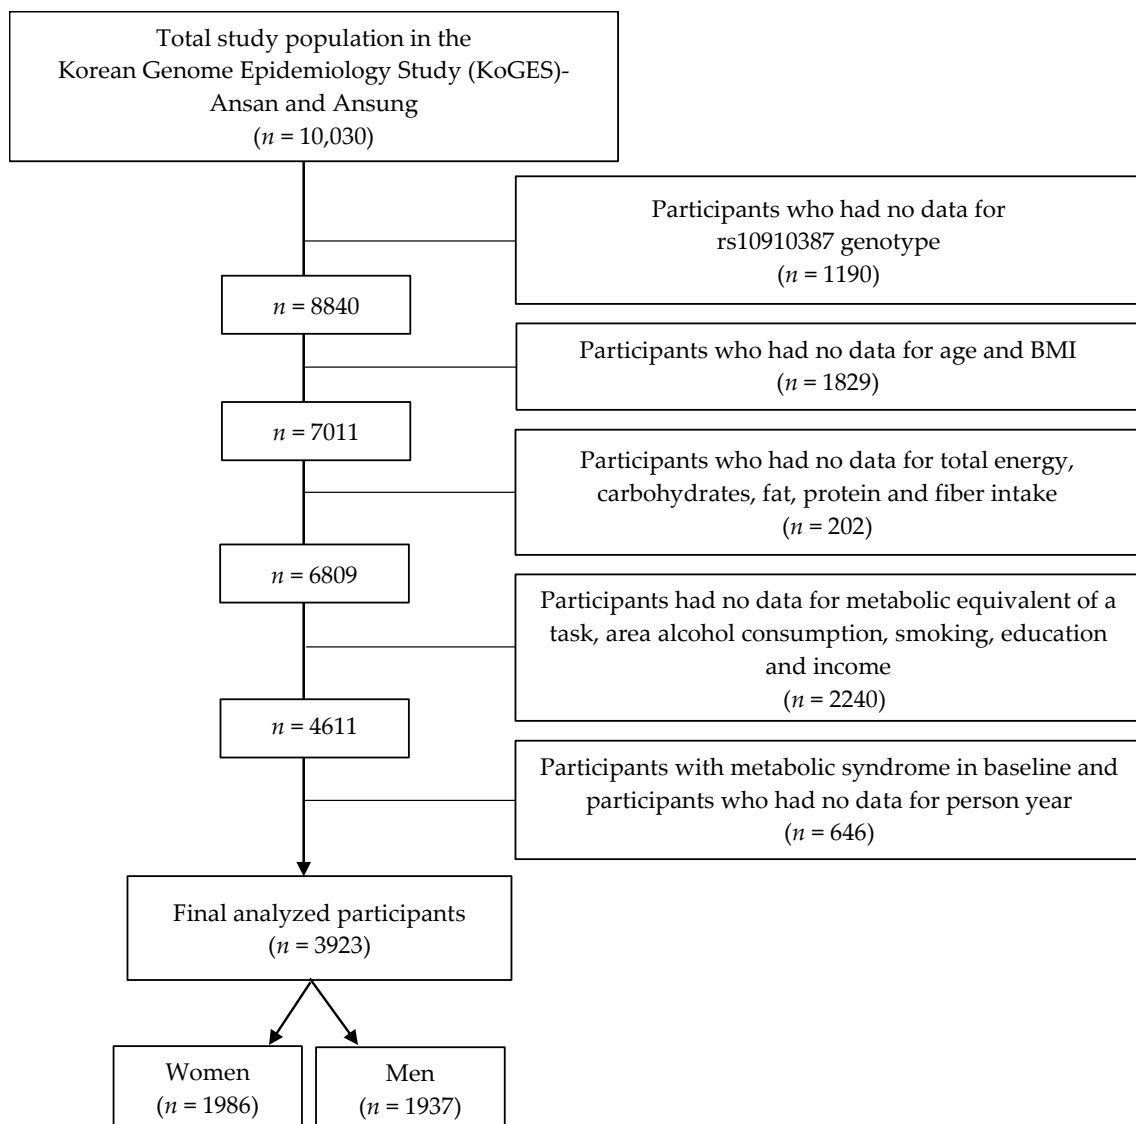 Total study population in the
Korean Genome Epidemiology Study (KoGES)-
Ansan and Ansung
(n = 10,030)
Participants who had no data for
rs10910387 genotype
(n = 1190)
n = 8840
Participants who had no data for age and BMI
(n = 1829)
n = 7011
Participants who had no data for total energy,
carbohydrates, fat, protein and fiber intake
(n = 202)
n = 6809
Participants had no data for metabolic equivalent of a
task, area alcohol consumption, smoking, education
and income
(n = 2240)
n = 4611
Participants with metabolic syndrome in baseline and
participants who had no data for person year
(n = 646)
Final analyzed participants
(n = 3923)
Women
(n = 1986)
Men
(n = 1937)